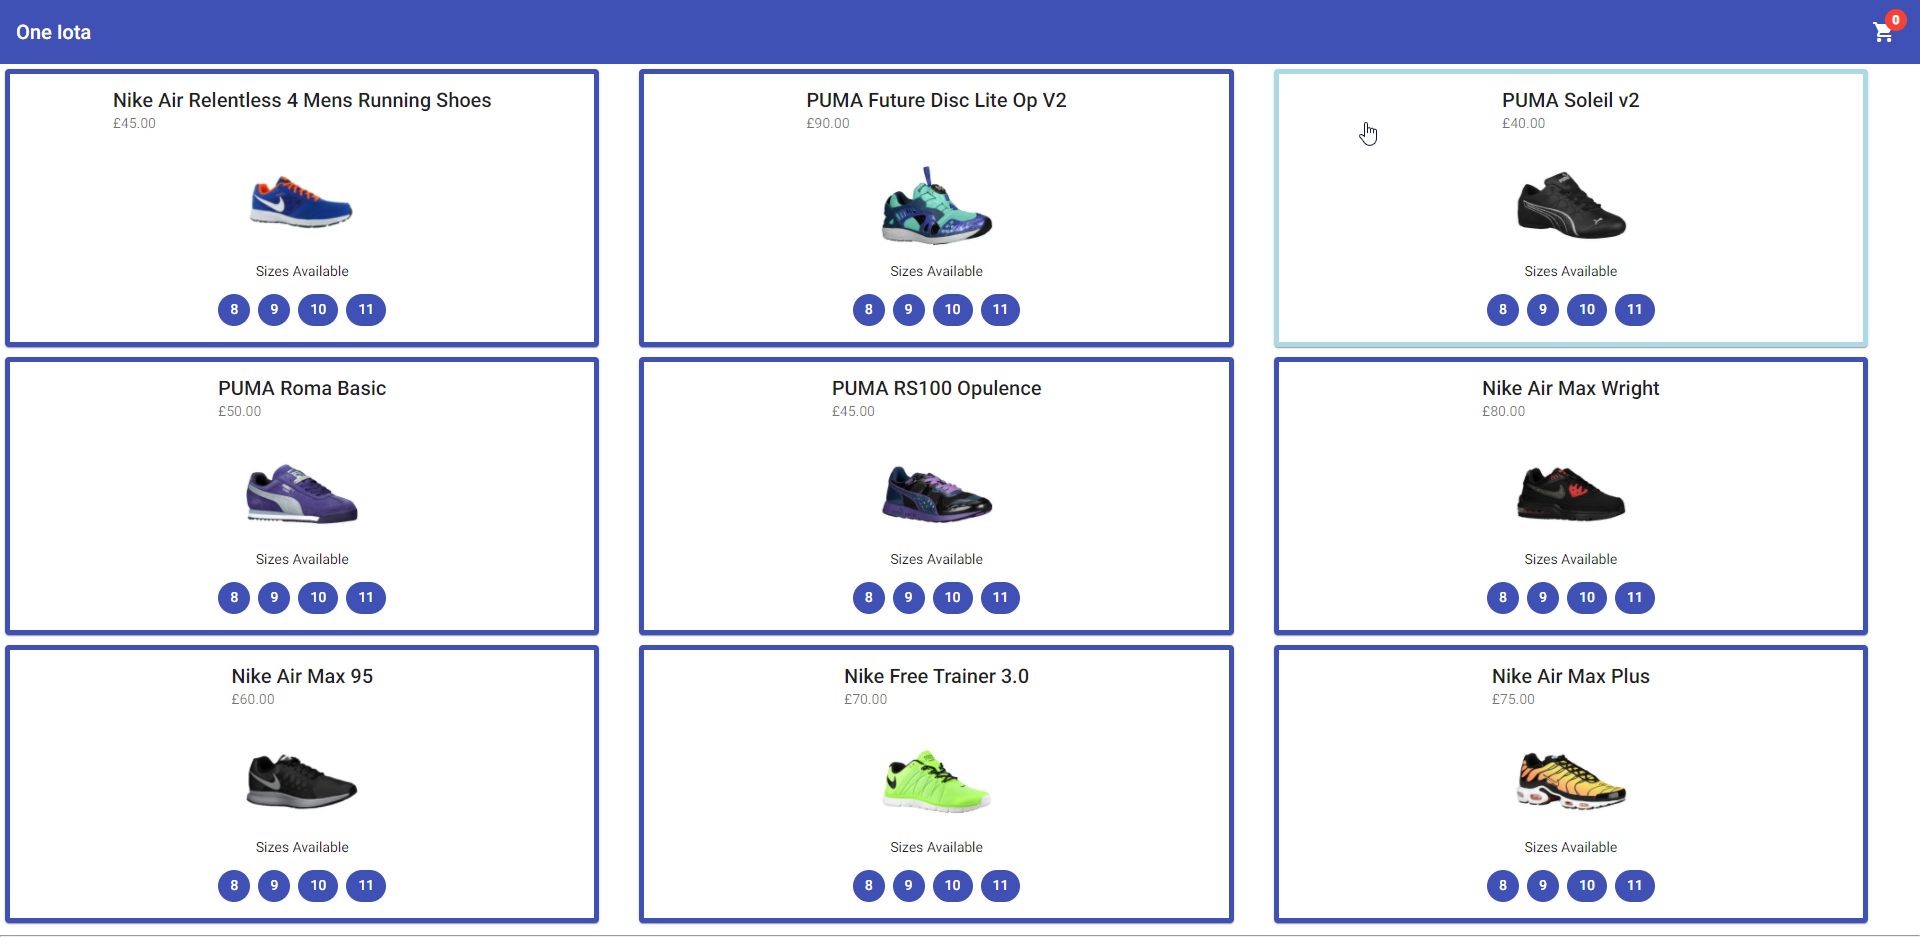 One Iota
0
Nike Air Relentless 4 Mens Running Shoes
£45.00
Sizes Available
8 9 10 11
PUMA Future Disc Lite Op V2
£90.00
Sizes Available
8 9 10 11
PUMA Soleil v2
£40.00
Sizes Available
8 9 10 11
PUMA Roma Basic
£50.00
Sizes Available
8 9 10 11
PUMA RS100 Opulence
£45.00
Sizes Available
8 9 10 11
Nike Air Max Wright
£80.00
Sizes Available
8 9 10 11
Nike Air Max 95
£60.00
Sizes Available
8 9 10 11
Nike Free Trainer 3.0
£70.00
Sizes Available
8 9 10 11
Nike Air Max Plus
£75.00
Sizes Available
8 9 10 11